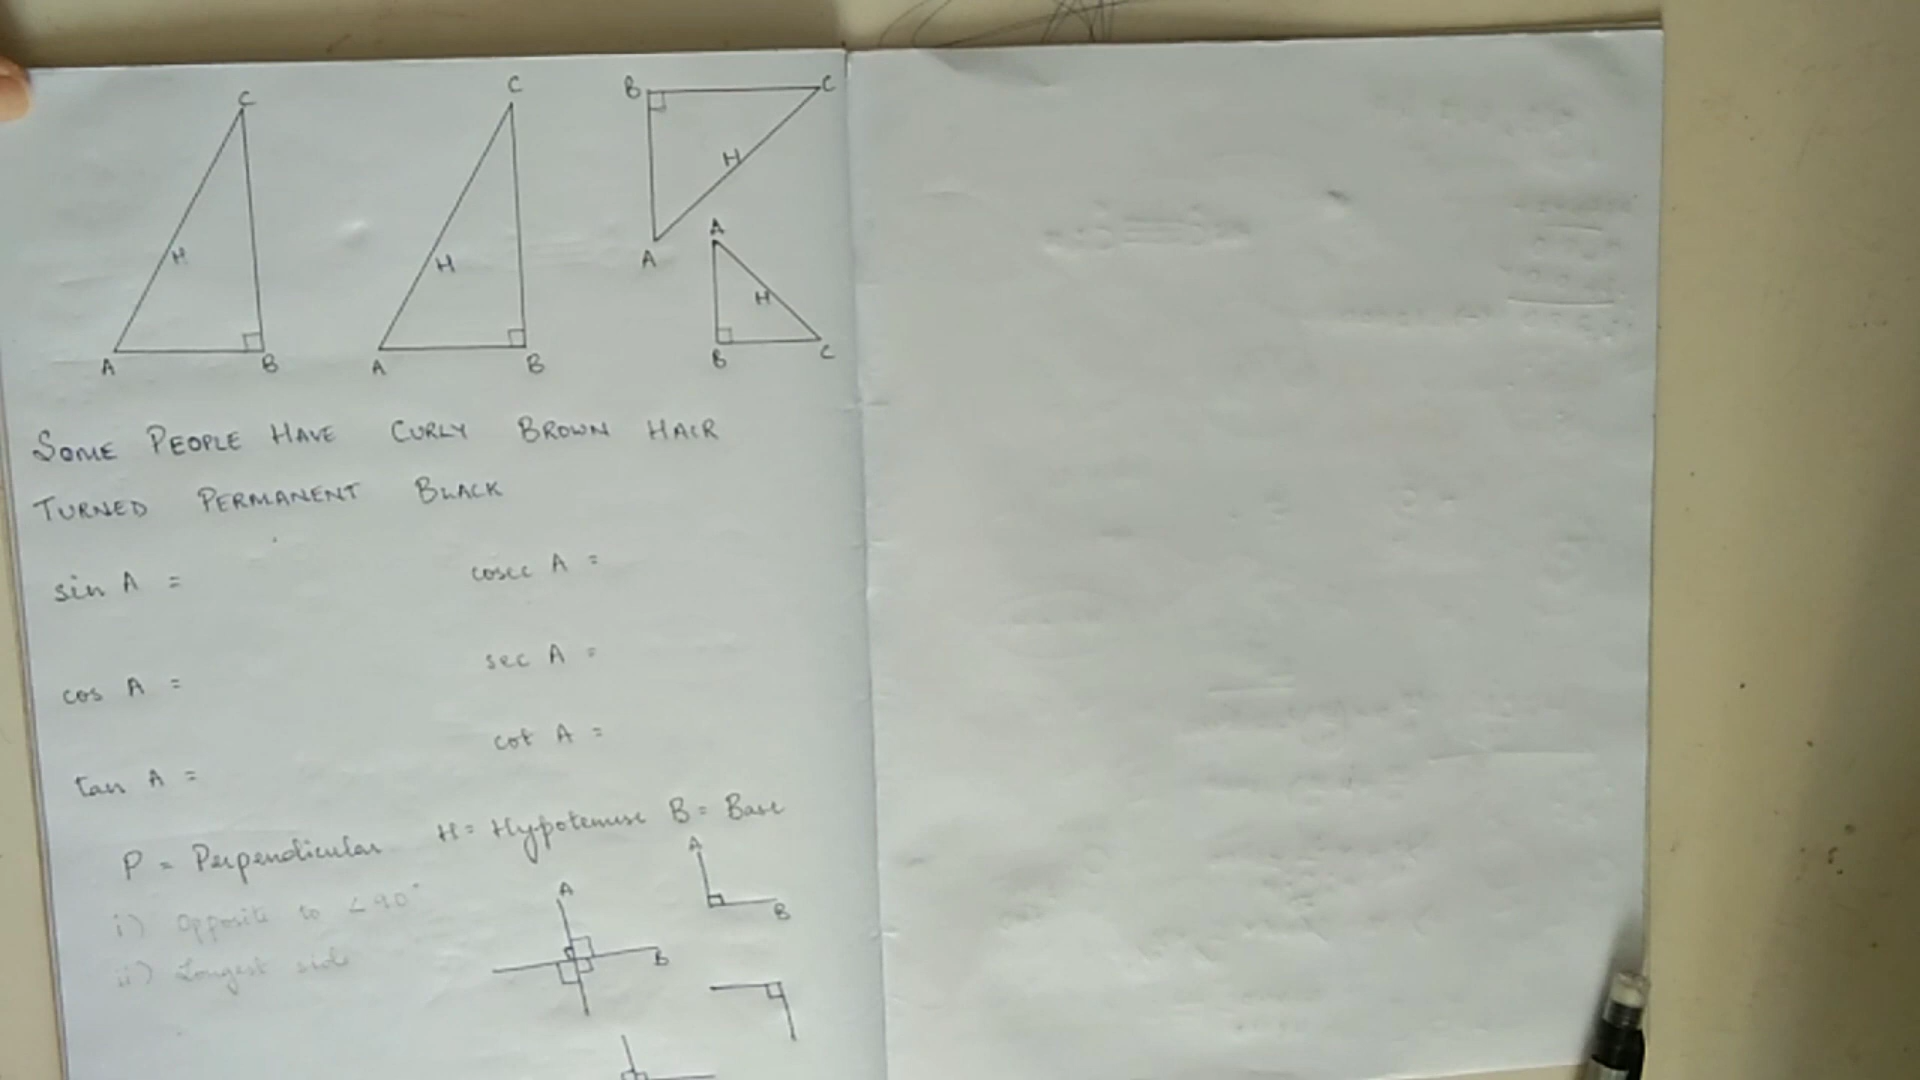 C
H
A
B
C
H
A
B
B
C
H
A
A
H
B
C
SOME PEOPLE HAVE CURLY BROWN HAIR
TURNED PERMANENT BLACK
sin A =
cosec A =
cos A =
sec A =
tan A =
cot A =
P = Perpendicular H = Hypotenuse B = Base
i) Opposite to ∠90°
ii) Longest side
A
B
A
B